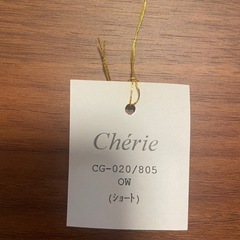 Chérie
CG-020/805
OW
(ｼｮｰﾄ)